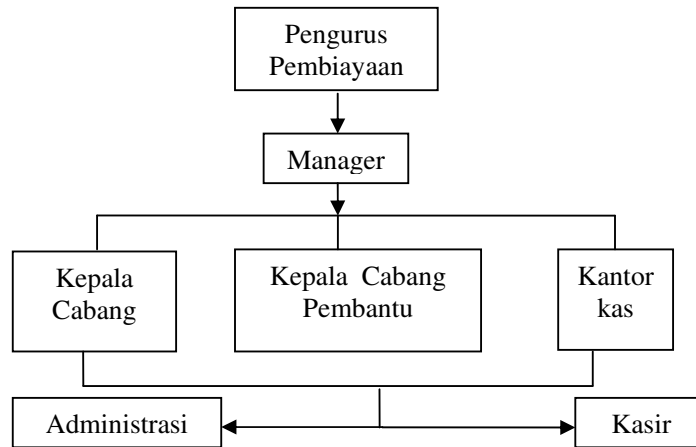 Pengurus
Pembiayaan
Manager
Kepala
Cabang
Kepala Cabang
Pembantu
Kantor
kas
Administrasi
Kasir